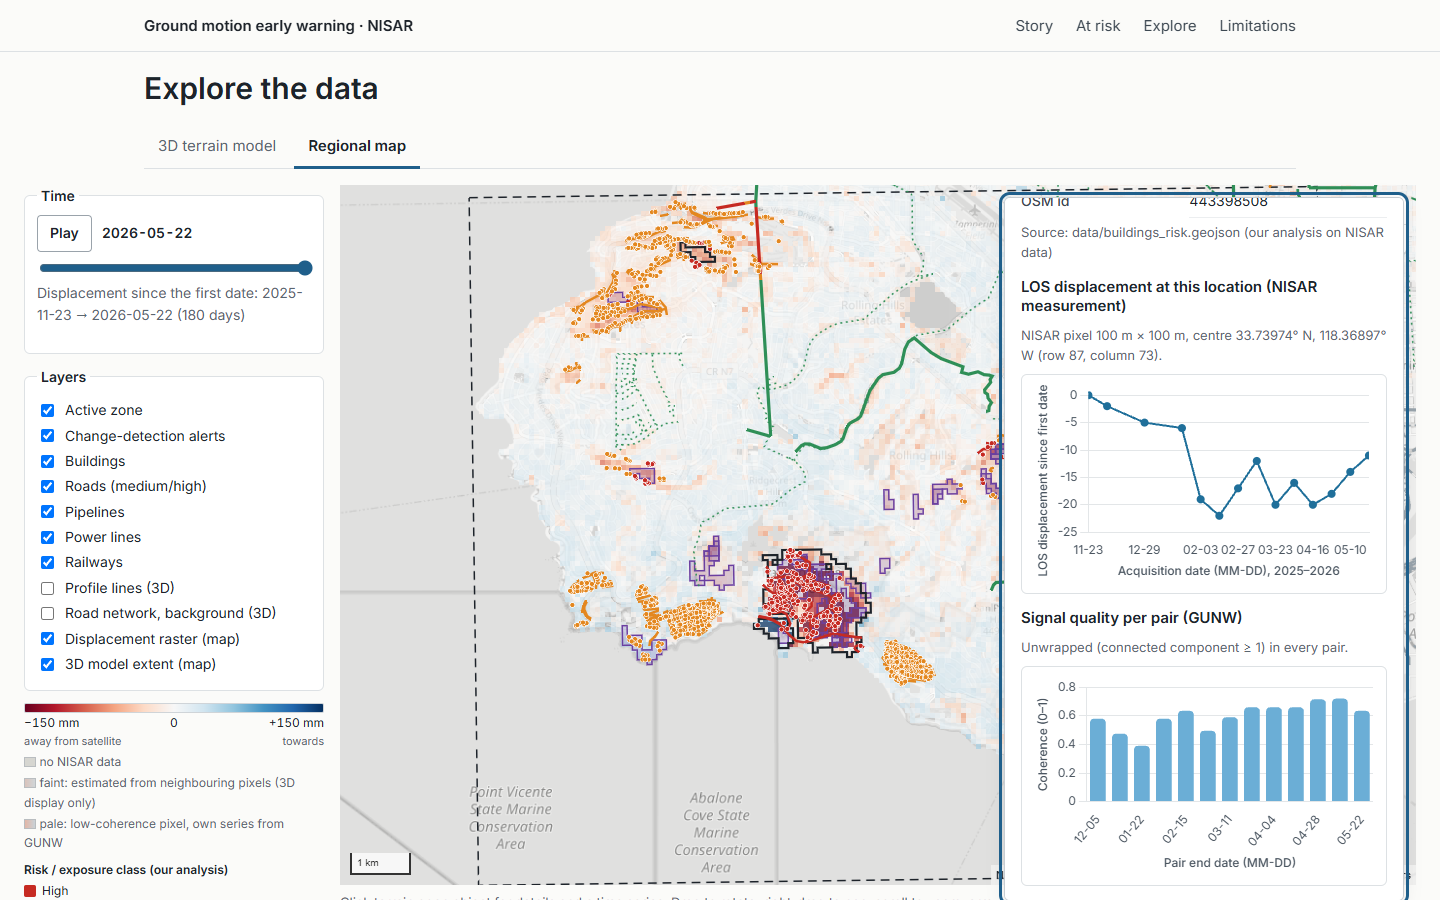 Ground motion early warning · NISAR
Story
At risk
Explore
Limitations
Explore the data
3D terrain model
Regional map
Time
Play
2026-05-22
Displacement since the first date: 2025-
11-23 → 2026-05-22 (180 days)
Layers
Active zone
Change-detection alerts
Buildings
Roads (medium/high)
Pipelines
Power lines
Railways
Profile lines (3D)
Road network, background (3D)
Displacement raster (map)
3D model extent (map)
−150 mm
0
+150 mm
away from satellite
towards
no NISAR data
faint: estimated from neighbouring pixels (3D
display only)
pale: low-coherence pixel, own series from
GUNW
Risk / exposure class (our analysis)
High
Rolling Hills
Estates
CR N7
Rolling Hills
Point Vicente
State Marine
Conservation
Area
Abalone
Cove State
Marine
Conservation
Area
1 km
OSM id
443398508
Source: data/buildings_risk.geojson (our analysis on NISAR
data)
LOS displacement at this location (NISAR
measurement)
NISAR pixel 100 m × 100 m, centre 33.73974° N, 118.36897°
W (row 87, column 73).
LOS displacement since first date
0
-5
-10
-15
-20
-25
11-23
12-29
02-03
02-27
03-23
04-16
05-10
Acquisition date (MM-DD), 2025–2026
Signal quality per pair (GUNW)
Unwrapped (connected component ≥ 1) in every pair.
Coherence (0–1)
0.8
0.6
0.4
0.2
0
12-05
01-22
02-15
03-11
04-04
04-28
05-22
Pair end date (MM-DD)